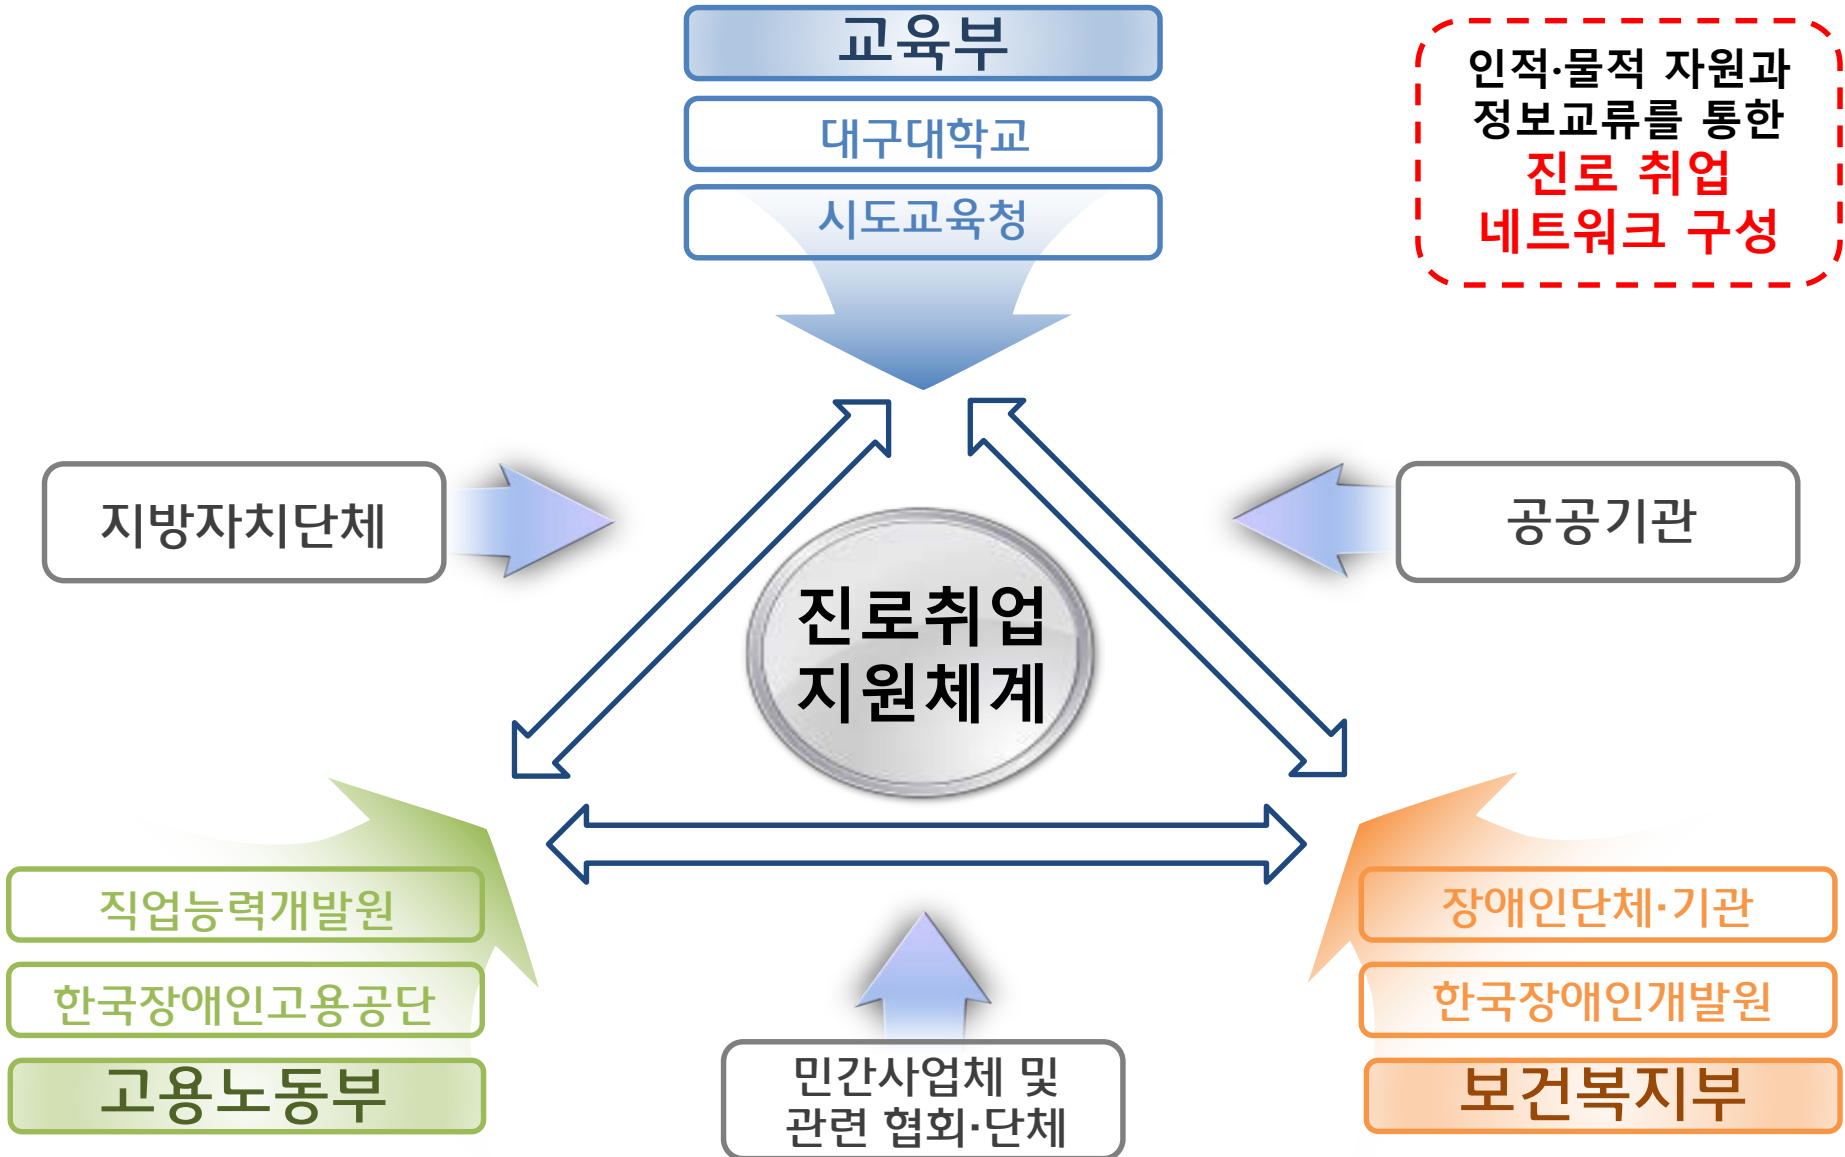 교육부
대구대학교
시도교육청
인적·물적 자원과
정보교류를 통한
진로 취업
네트워크 구성
지방자치단체
공공기관
진로취업
지원체계
직업능력개발원
한국장애인고용공단
고용노동부
민간사업체 및
관련 협회·단체
장애인단체·기관
한국장애인개발원
보건복지부